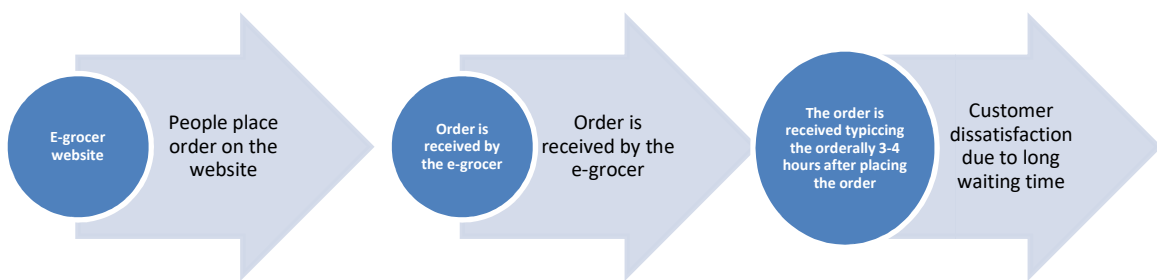 E-grocer
website
People place
order on the
website
Order is
received by
the e-grocer
Order is
received by the
e-grocer
The order is
received typiccing
the orderally 3-4
hours after placing
the order
Customer
dissatisfaction
due to long
waiting time